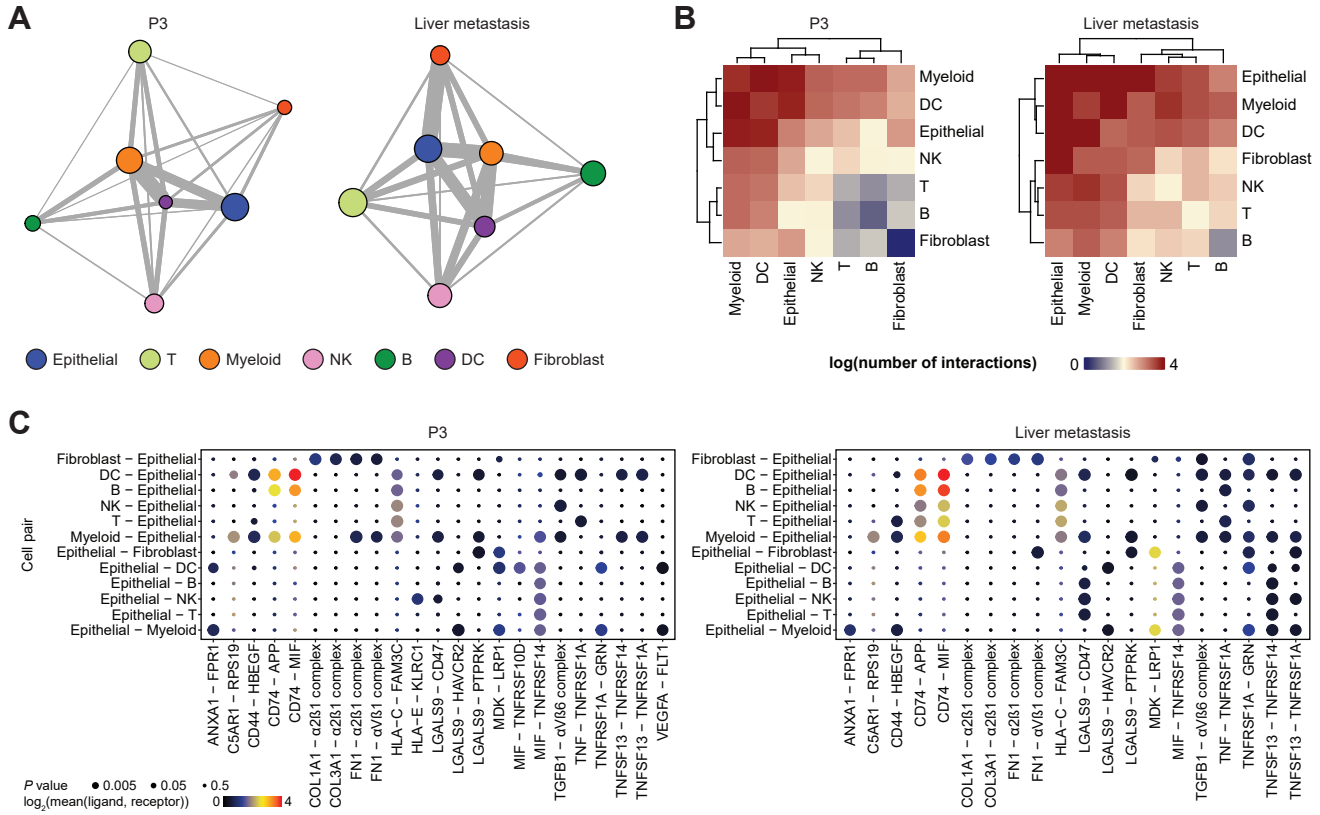 A
P3
Liver metastasis
Epithelial
T
Myeloid
NK
B
DC
Fibroblast
B
P3
Liver metastasis
Myeloid
DC
Epithelial
NK
T
B
Fibroblast
Myeloid
DC
Epithelial
NK
T
B
Fibroblast
Epithelial
Myeloid
DC
Fibroblast
NK
T
B
Epithelial
Myeloid
DC
Fibroblast
NK
T
B
log(number of interactions)
0
4
C
P3
Cell pair
Fibroblast − Epithelial
DC − Epithelial
B − Epithelial
NK − Epithelial
T − Epithelial
Myeloid − Epithelial
Epithelial − Fibroblast
Epithelial − DC
Epithelial − B
Epithelial − NK
Epithelial − T
Epithelial − Myeloid
ANXA1 − FPR1
C5AR1 − RPS19
CD44 − HBEGF
CD74 − APP
CD74 − MIF
COL1A1 − α2ß1 complex
COL3A1 − α2ß1 complex
FN1 − α2ß1 complex
FN1 − αVß1 complex
HLA−C − FAM3C
HLA−E − KLRC1
LGALS9 − CD47
LGALS9 − HAVCR2
LGALS9 − PTPRK
MDK − LRP1
MIF − TNFRSF10D
MIF − TNFRSF14
TGFB1 − αVß6 complex
TNF − TNFRSF1A
TNFRSF1A − GRN
TNFSF13 − TNFRSF14
TNFSF13 − TNFRSF1A
VEGFA − FLT1
Liver metastasis
Fibroblast − Epithelial
DC − Epithelial
B − Epithelial
NK − Epithelial
T − Epithelial
Myeloid − Epithelial
Epithelial − Fibroblast
Epithelial − DC
Epithelial − B
Epithelial − NK
Epithelial − T
Epithelial − Myeloid
ANXA1 − FPR1
C5AR1 − RPS19
CD44 − HBEGF
CD74 − APP
CD74 − MIF
COL1A1 − α2ß1 complex
COL3A1 − α2ß1 complex
FN1 − α2ß1 complex
FN1 − αVß1 complex
HLA−C − FAM3C
LGALS9 − CD47
LGALS9 − HAVCR2
LGALS9 − PTPRK
MDK − LRP1
MIF − TNFRSF14
TGFB1 − αVß6 complex
TNF − TNFRSF1A
TNFRSF1A − GRN
TNFSF13 − TNFRSF14
TNFSF13 − TNFRSF1A
P value
0.005
0.05
0.5
log2(mean(ligand, receptor))
0
4